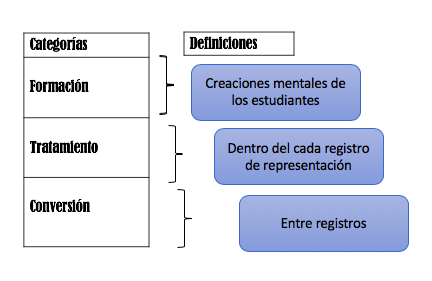 Categorías
Definiciones
Formación
Creaciones mentales de
los estudiantes
Tratamiento
Dentro del cada registro
de representación
Conversión
Entre registros